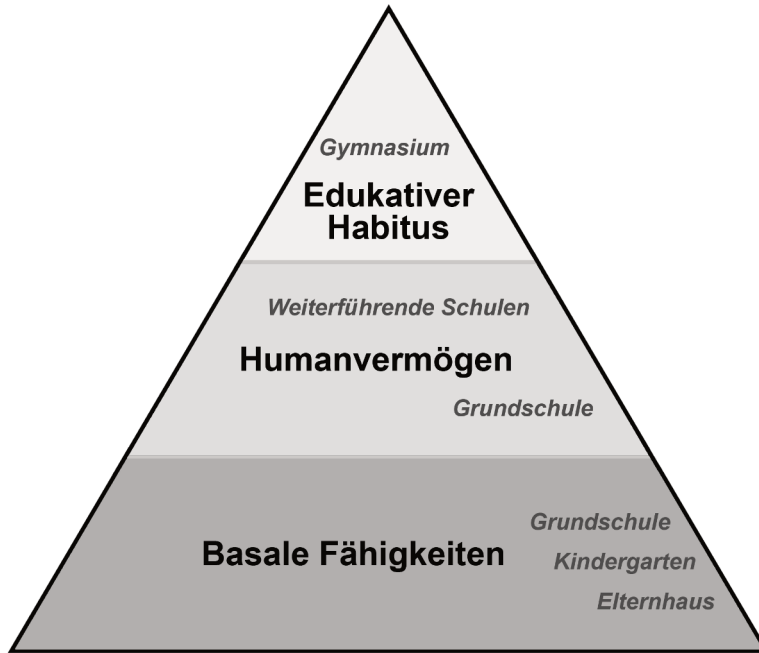 Gymnasium
Edukativer
Habitus
Weiterführende Schulen
Humanvermögen
Grundschule
Grundschule
Basale Fähigkeiten
Kindergarten
Elternhaus